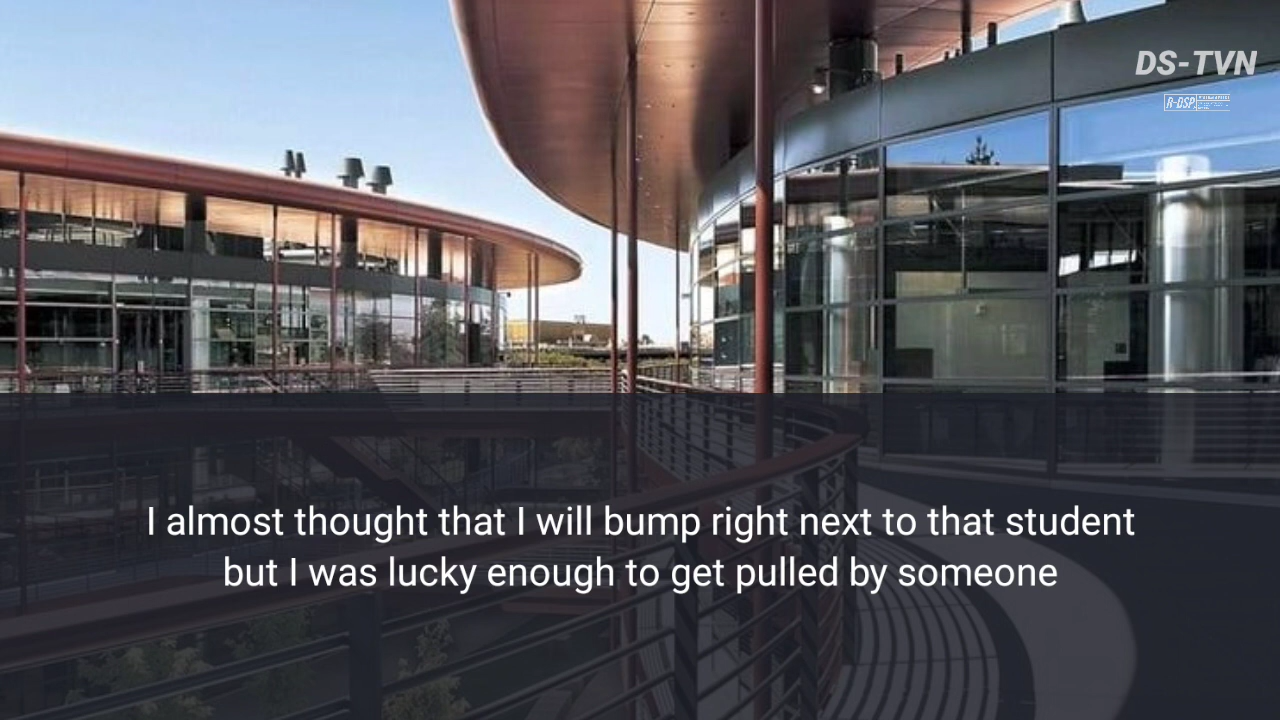 DS-TVN
R-DSP
I almost thought that I will bump right next to that student
but I was lucky enough to get pulled by someone